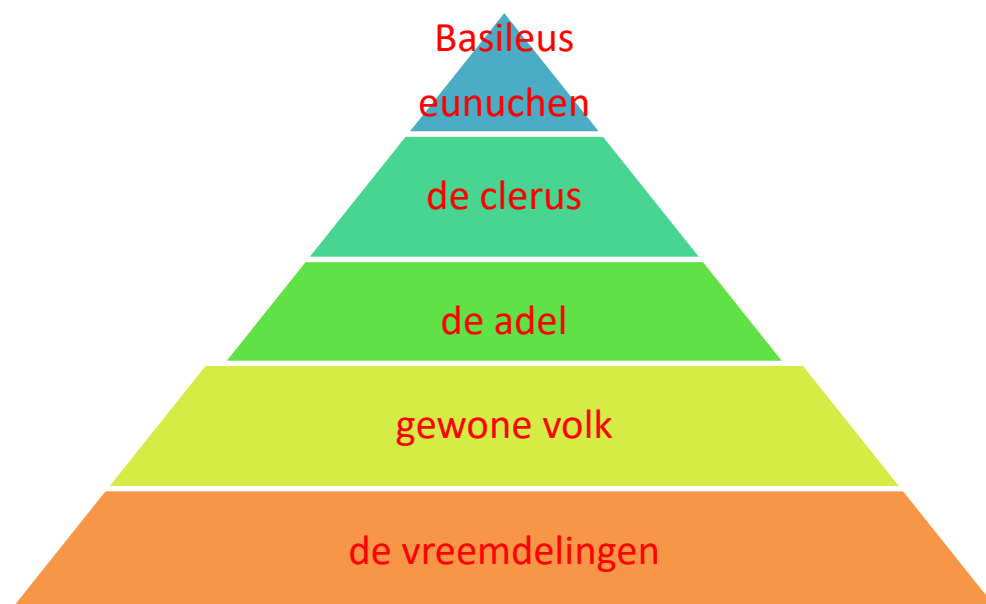 Basileus
eunuchen
de clerus
de adel
gewone volk
de vreemdelingen